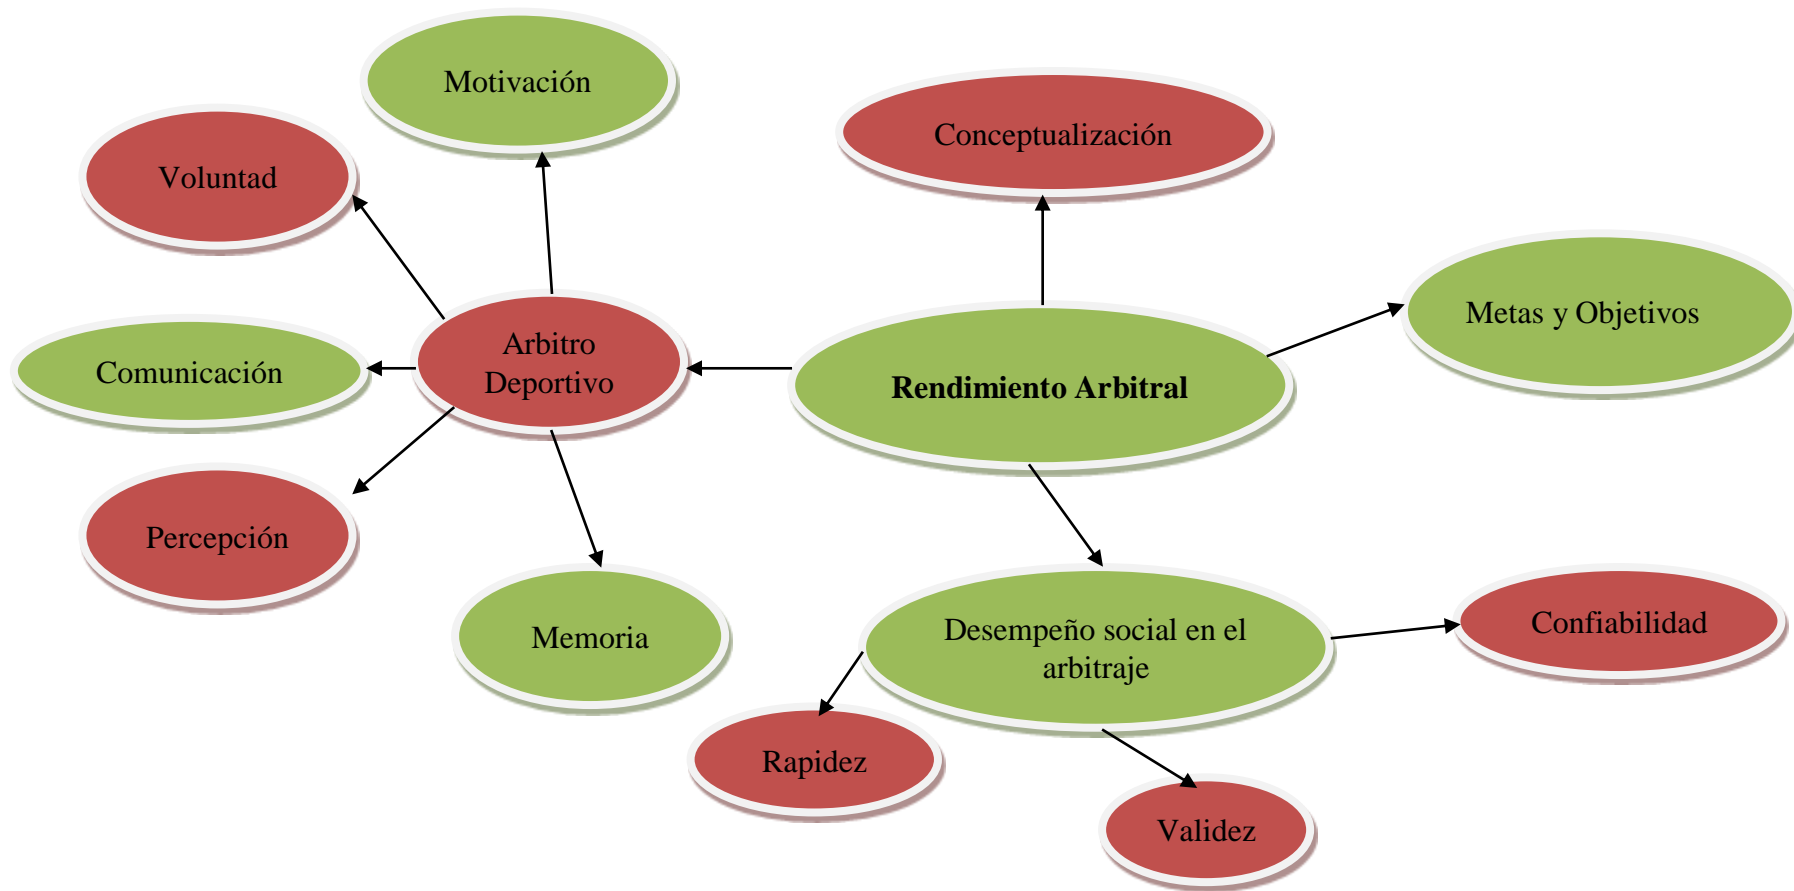 Motivación
Conceptualización
Voluntad
Metas y Objetivos
Arbitro
Deportivo
Comunicación
Rendimiento Arbitral
Percepción
Memoria
Desempeño social en el
arbitraje
Confiabilidad
Rapidez
Validez